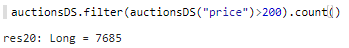 auctionsDS.filter(auctionsDS("price")>200).count()
res20: Long = 7685